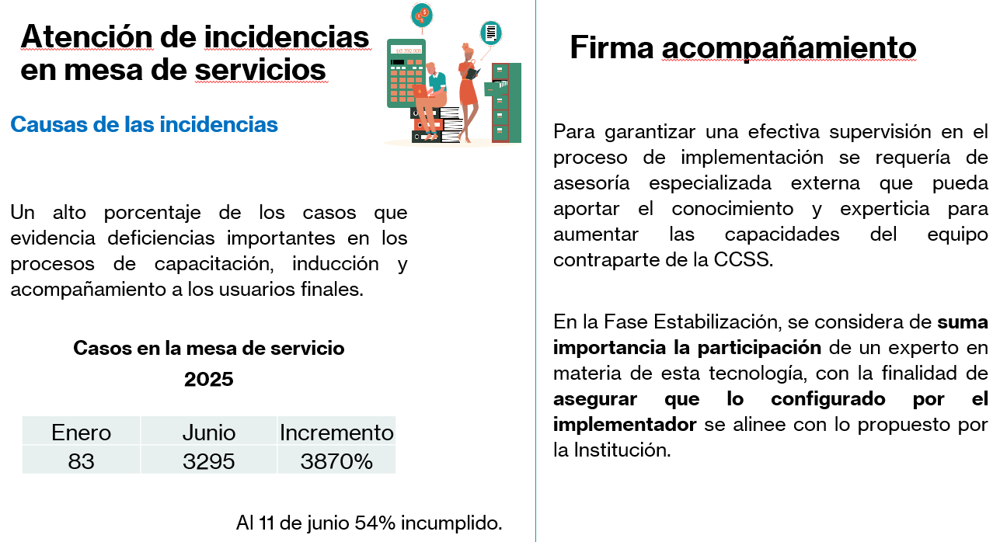 Atención de incidencias
en mesa de servicios
Causas de las incidencias
Un alto porcentaje de los casos que
evidencia deficiencias importantes en los
procesos de capacitación, inducción y
acompañamiento a los usuarios finales.
Casos en la mesa de servicio
2025
Enero Junio Incremento
83 3295 3870%
Al 11 de junio 54% incumplido.
Firma acompañamiento
Para garantizar una efectiva supervisión en el
proceso de implementación se requería de
asesoría especializada externa que pueda
aportar el conocimiento y experticia para
aumentar las capacidades del equipo
contraparte de la CCSS.
En la Fase Estabilización, se considera de suma
importancia la participación de un experto en
materia de esta tecnología, con la finalidad de
asegurar que lo configurado por el
implementador se alinee con lo propuesto por
la Institución.